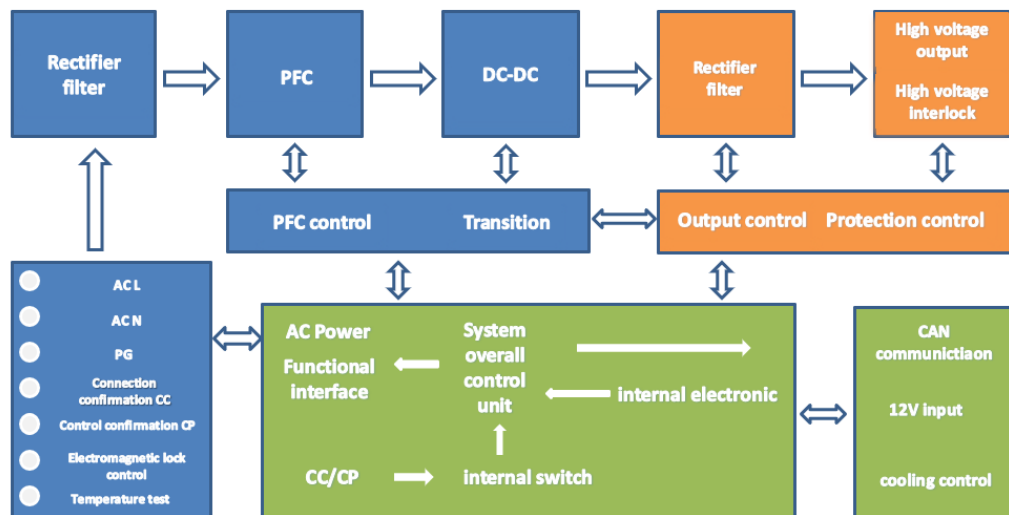 Rectifier
filter
PFC
DC-DC
Rectifier
filter
High voltage
output
High voltage
interlock
PFC control
Transition
Output control
Protection control
AC L
AC N
PG
Connection
confirmation CC
Control confirmation CP
Electromagnetic lock
control
Temperature test
AC Power
Functional
interface
System
overall
control
unit
internal electronic
CC/CP
internal switch
CAN
communictiaon
12V input
cooling control